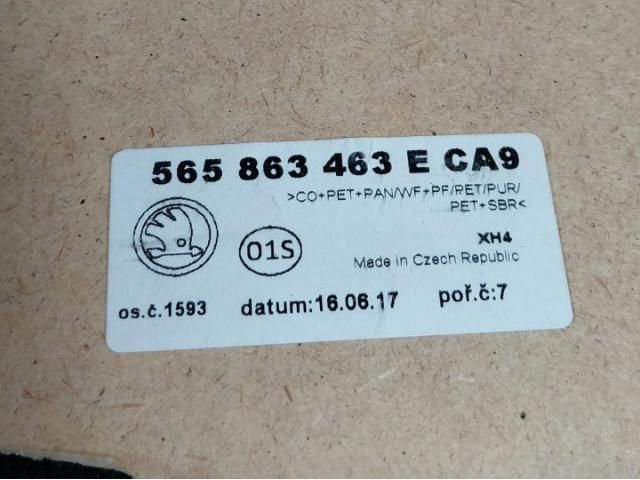 565 863 463 E CA9
>CO+PET+PAN/WF+PF/PET/PUR/
PET+SBR<
01S
XH4
Made in Czech Republic
os.č.1593 datum:16.06.17 poř.č:7